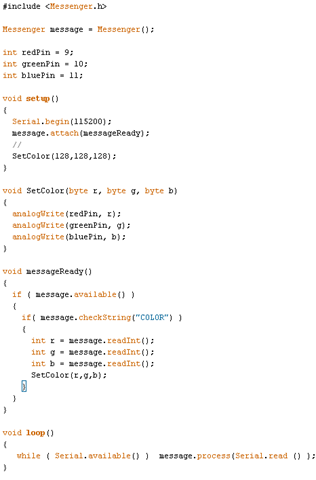 #include <Messenger.h>
Messenger message = Messenger();
int redPin = 9;
int greenPin = 10;
int bluePin = 11;
void setup()
{
  Serial.begin(115200);
  message.attach(messageReady);
  //
  SetColor(128,128,128);
}
void SetColor(byte r, byte g, byte b)
{
  analogWrite(redPin, r);
  analogWrite(greenPin, g);
  analogWrite(bluePin, b);
}
void messageReady()
{
  if ( message.available() )
  {
    if( message.checkString("COLOR") )
    {
      int r = message.readInt();
      int g = message.readInt();
      int b = message.readInt();
      SetColor(r,g,b);
    }
  }
}
void loop()
{
   while ( Serial.available() )  message.process(Serial.read () );
}